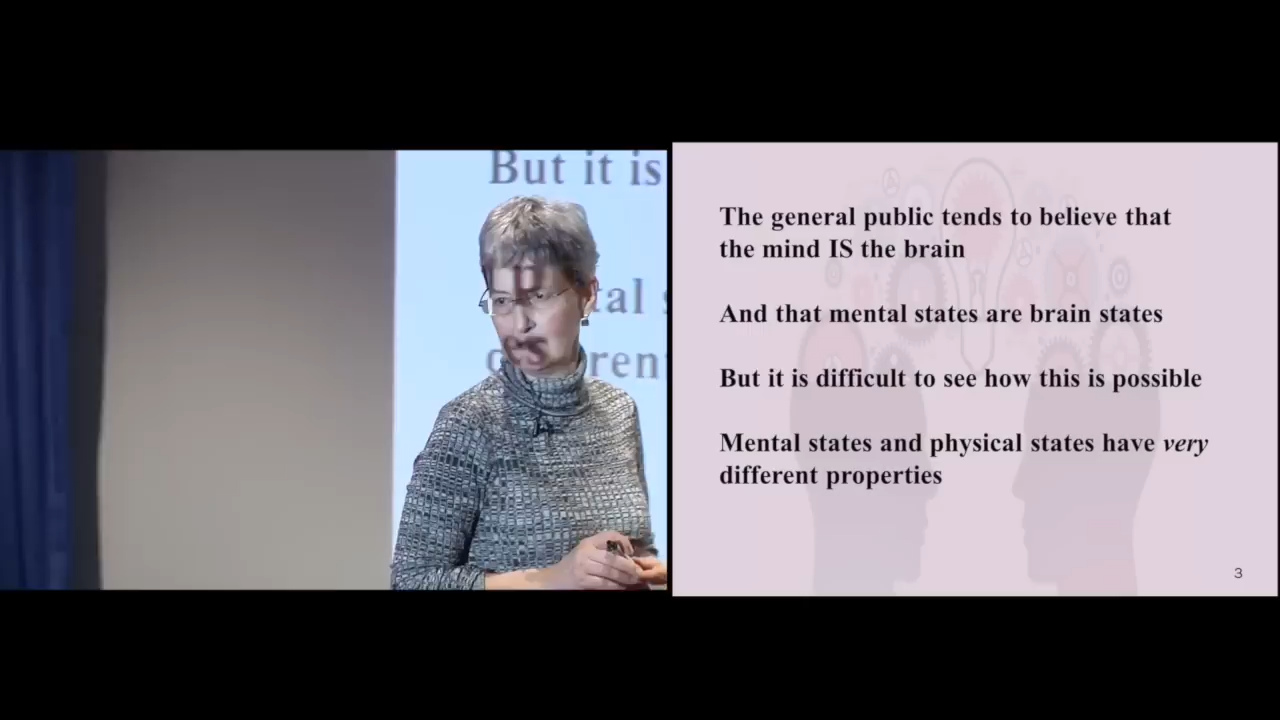 But it is
tal
rent
The general public tends to believe that
the mind IS the brain
And that mental states are brain states
But it is difficult to see how this is possible
Mental states and physical states have very
different properties
3